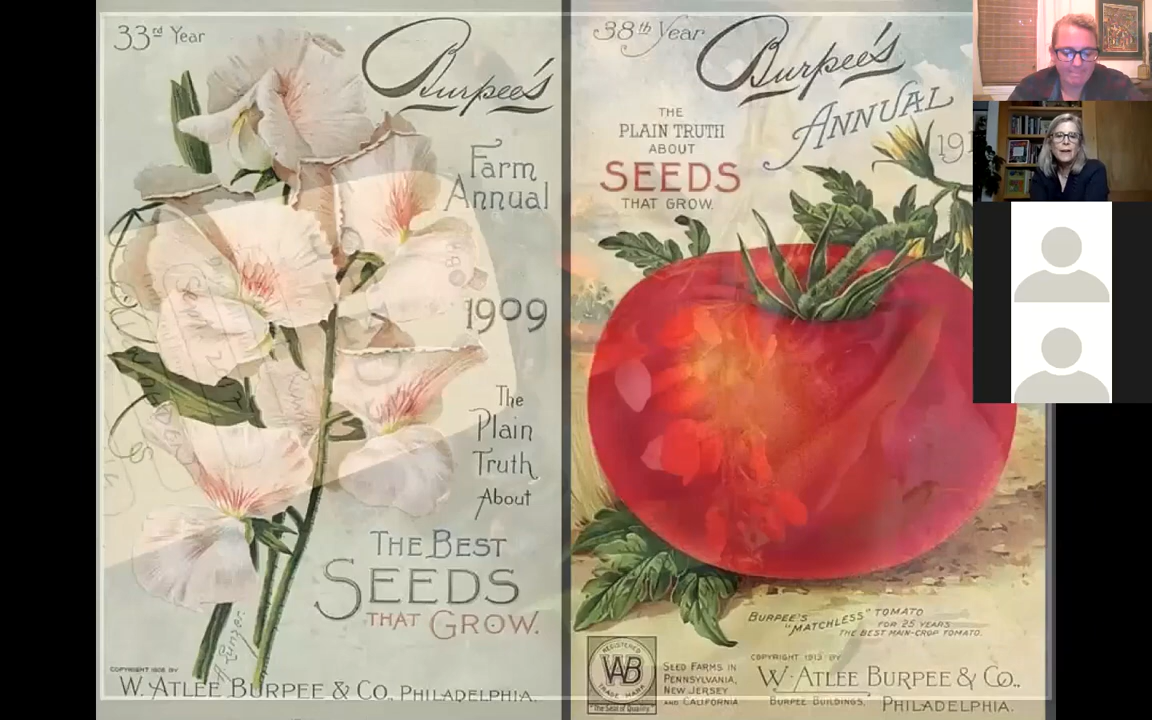 33rd Year
Burpee's
Farm
Annual
1909
The
Plain
Truth
About
THE BEST
SEEDS
THAT GROW.
COPYRIGHT 1908 BY
W. ATLEE BURPEE & CO., PHILADELPHIA.
38th Year
Burpee's
ANNUAL
191
THE
PLAIN TRUTH
ABOUT
SEEDS
THAT GROW.
BURPEE'S
"MATCHLESS" TOMATO
FOR 25 YEARS
THE BEST MAIN-CROP TOMATO.
REGISTERED
WAB
TRADE MARK
"The Seal of Quality."
SEED FARMS IN
PENNSYLVANIA,
NEW JERSEY
AND CALIFORNIA
COPYRIGHT 1913 BY
W. ATLEE BURPEE & CO.,
BURPEE BUILDINGS, PHILADELPHIA.